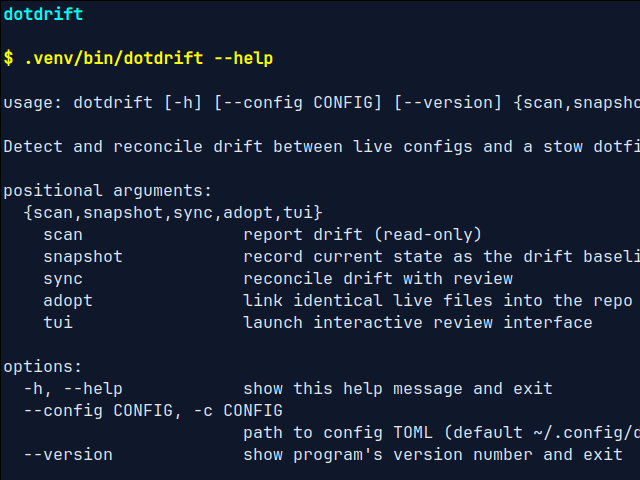 dotdrift
$ .venv/bin/dotdrift --help
usage: dotdrift [-h] [--config CONFIG] [--version] {scan,snapsho
Detect and reconcile drift between live configs and a stow dotfi
positional arguments:
{scan,snapshot,sync,adopt,tui}
scan report drift (read-only)
snapshot record current state as the drift baseli
sync reconcile drift with review
adopt link identical live files into the repo
tui launch interactive review interface
options:
-h, --help show this help message and exit
--config CONFIG, -c CONFIG
path to config TOML (default ~/.config/d
--version show program's version number and exit